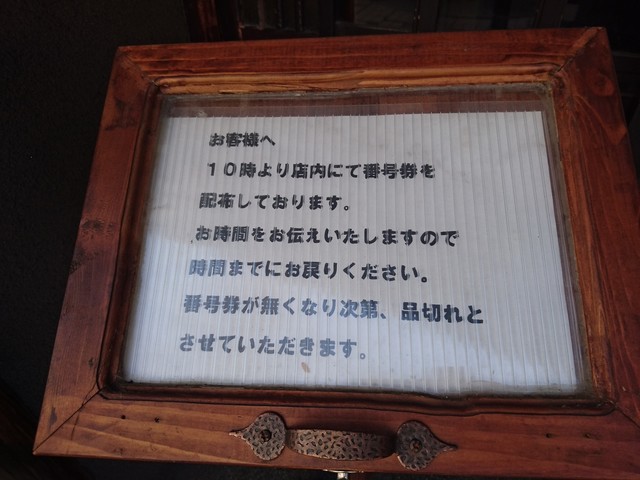 お客様へ
10時より店内にて番号券を
配布しております。
お時間をお伝えいたしますので
時間までにお戻りください。
番号券が無くなり次第、品切れと
させていただきます。